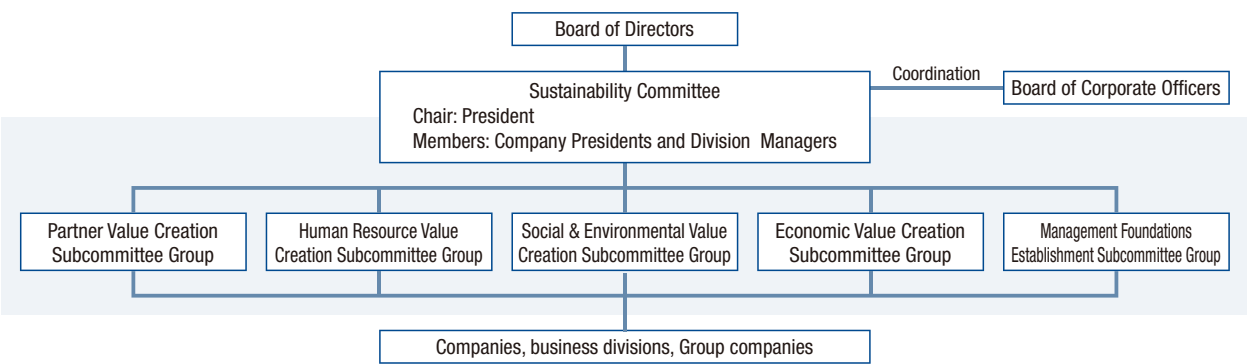 Board of Directors
Sustainability Committee
Chair: President
Members: Company Presidents and Division Managers
Coordination
Board of Corporate Officers
Partner Value Creation
Subcommittee Group
Human Resource Value
Creation Subcommittee Group
Social & Environmental Value
Creation Subcommittee Group
Economic Value Creation
Subcommittee Group
Management Foundations
Establishment Subcommittee Group
Companies, business divisions, Group companies